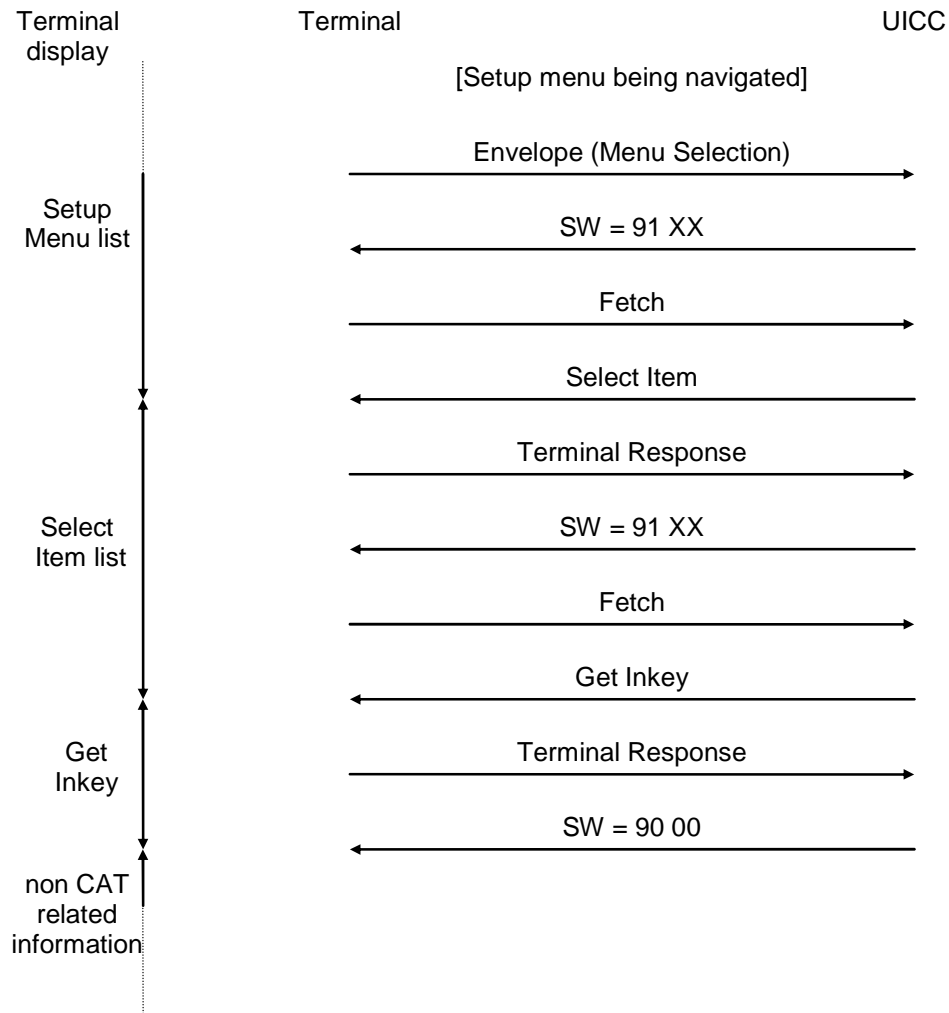 Terminal display
Terminal
UICC
[Setup menu being navigated]
Envelope (Menu Selection)
Setup
Menu list
SW = 91 XX
Fetch
Select Item
Terminal Response
Select
Item list
SW = 91 XX
Fetch
Get Inkey
Get
Inkey
Terminal Response
SW = 90 00
non CAT
related
information